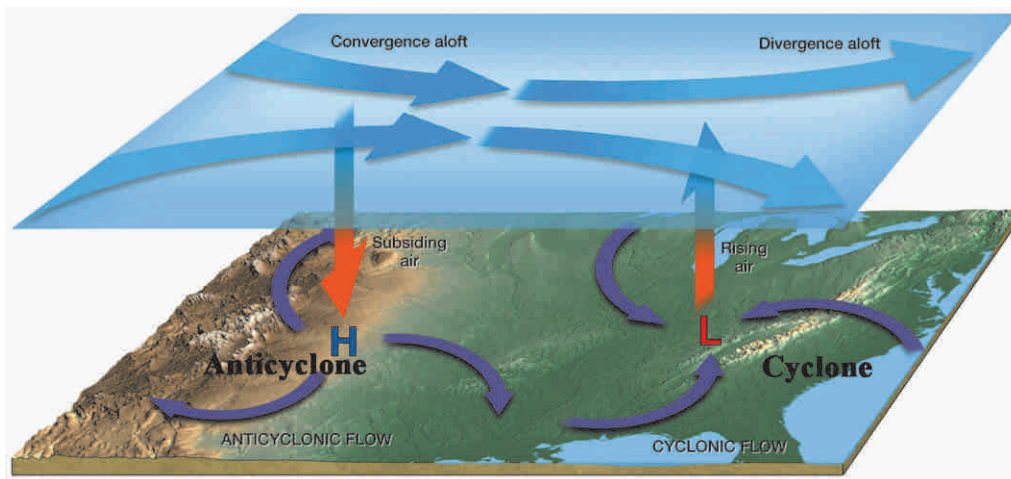 Convergence aloft
Divergence aloft
Subsiding
air
Rising
air
H
L
Anticyclone
Cyclone
ANTICYCLONIC FLOW
CYCLONIC FLOW